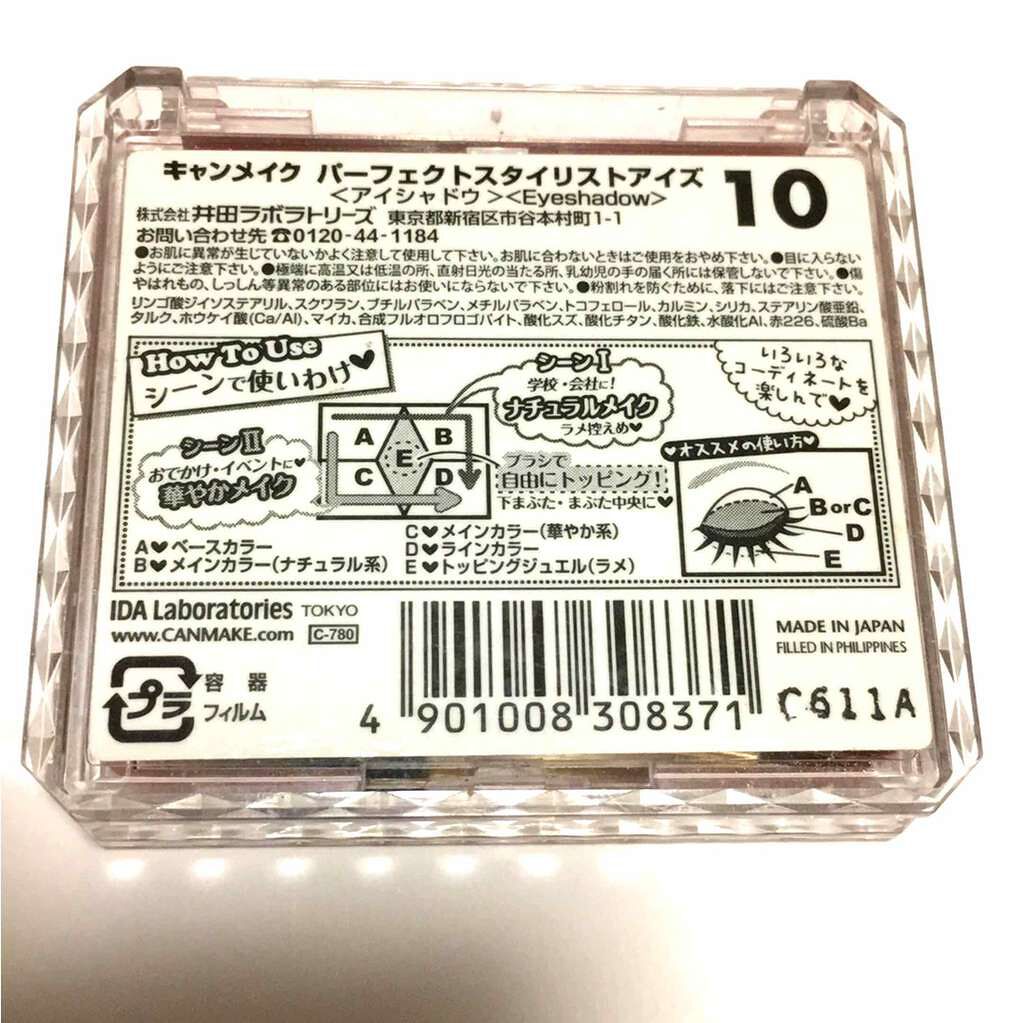 キャンメイク パーフェクトスタイリストアイズ 10
<アイシャドウ><Eyeshadow>
株式会社 井田ラボラトリーズ 東京都新宿区市谷本村町1-1
お問い合わせ先☎0120-44-1184
●お肌に異常が生じていないかよく注意して使用して下さい。お肌に合わないときはご使用をおやめ下さい。●目に入らない
ようにご注意下さい。●極端に高温又は低温の所、直射日光の当たる所、乳幼児の手の届く所には保管しないで下さい。●傷
やはれもの、しっしん等異常のある部位にはお使いにならないで下さい。●粉割れを防ぐために、落下にはご注意下さい。
リンゴ酸ジイソステアリル、スクワラン、ブチルパラベン、メチルパラベン、トコフェロール、カルミン、シリカ、ステアリン酸亜鉛、
タルク、ホウケイ酸(Ca/Al)、マイカ、合成フルオロフロゴパイト、酸化スズ、酸化チタン、酸化鉄、水酸化Al、赤226、硫酸Ba
How To Use
シーンで使いわけ♥
シーンI
学校・会社に!
ナチュラルメイク
ラメ控えめ♥
いろいろな
コーディネートを
楽しんで♥
シーンII
おでかけ・イベントに♥
華やかメイク
A B
E
C D
ブラシで
自由にトッピング!
下まぶた・まぶた中央に♥
♥オススメの使い方♥
A
B or C
D
E
A♥ベースカラー
B♥メインカラー(ナチュラル系)
C♥メインカラー(華やか系)
D♥ラインカラー
E♥トッピングジュエル(ラメ)
IDA Laboratories TOKYO
www.CANMAKE.com C-780
MADE IN JAPAN
FILLED IN PHILIPPINES
プラ
容器
フィルム
4 901008 308371
C611A